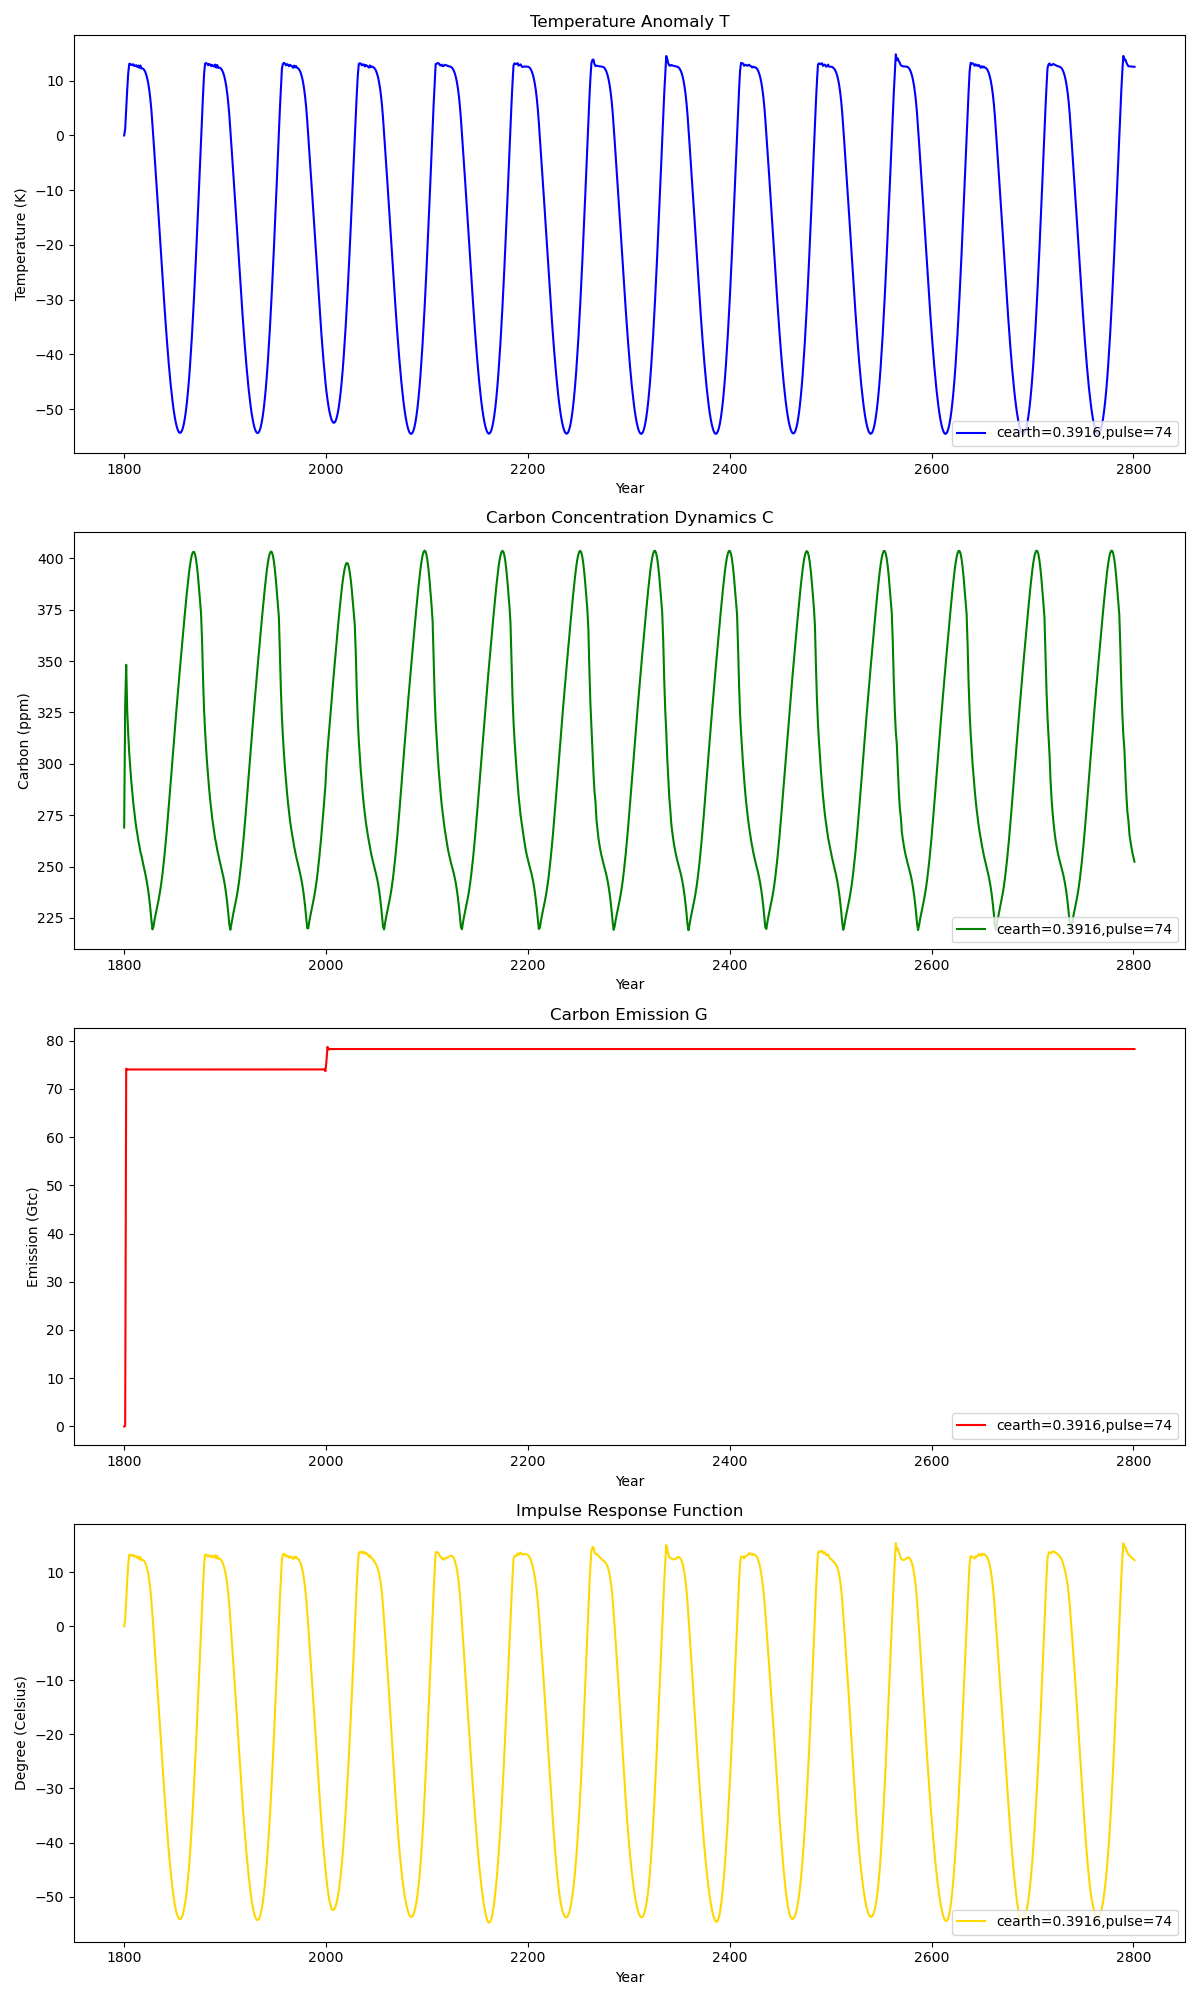 Temperature Anomaly T
10
0
−10
−20
−30
−40
−50
Temperature (K)
cearth=0.3916,pulse=74
1800 2000 2200 2400 2600 2800
Year
Carbon Concentration Dynamics C
400
375
350
325
300
275
250
225
Carbon (ppm)
cearth=0.3916,pulse=74
1800 2000 2200 2400 2600 2800
Year
Carbon Emission G
80
70
60
50
40
30
20
10
0
Emission (Gtc)
cearth=0.3916,pulse=74
1800 2000 2200 2400 2600 2800
Year
Impulse Response Function
10
0
−10
−20
−30
−40
−50
Degree (Celsius)
cearth=0.3916,pulse=74
1800 2000 2200 2400 2600 2800
Year